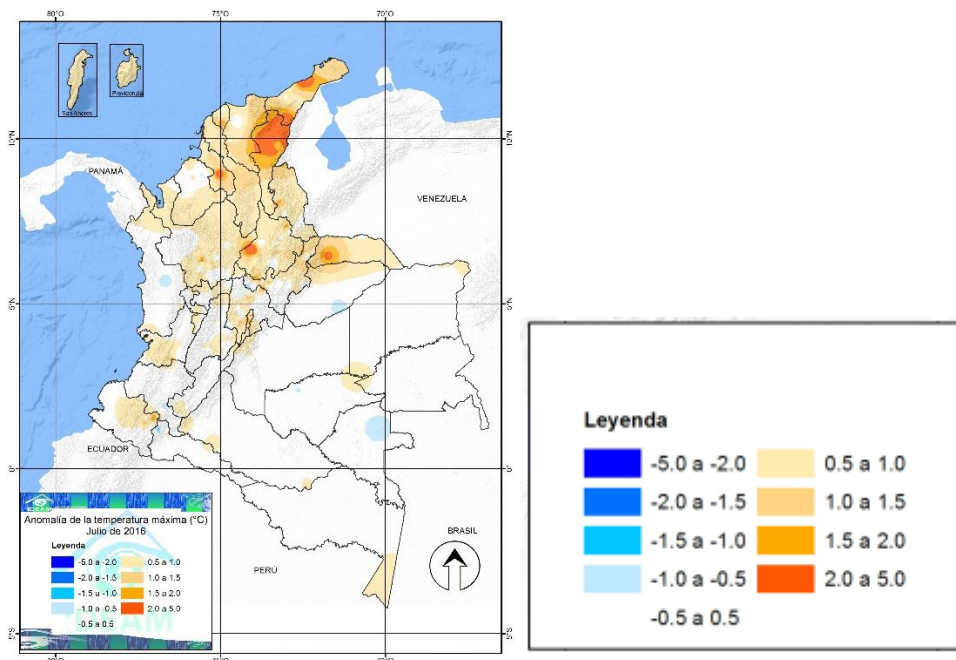 80°W
75°W
70°W
San Andres
Providencia
10°N
10°N
PANAMÁ
VENEZUELA
5°N
5°N
ECUADOR
0°
0°
BRASIL
PERÚ
5°S
5°S
80°W
75°W
70°W
IDEAM
Anomalía de la temperatura máxima (°C)
Julio de 2016
Leyenda
-5.0 a -2.0 0.5 a 1.0
-2.0 a -1.5 1.0 a 1.5
-1.5 a -1.0 1.5 a 2.0
-1.0 a -0.5 2.0 a 5.0
-0.5 a 0.5
Leyenda
-5.0 a -2.0 0.5 a 1.0
-2.0 a -1.5 1.0 a 1.5
-1.5 a -1.0 1.5 a 2.0
-1.0 a -0.5 2.0 a 5.0
-0.5 a 0.5